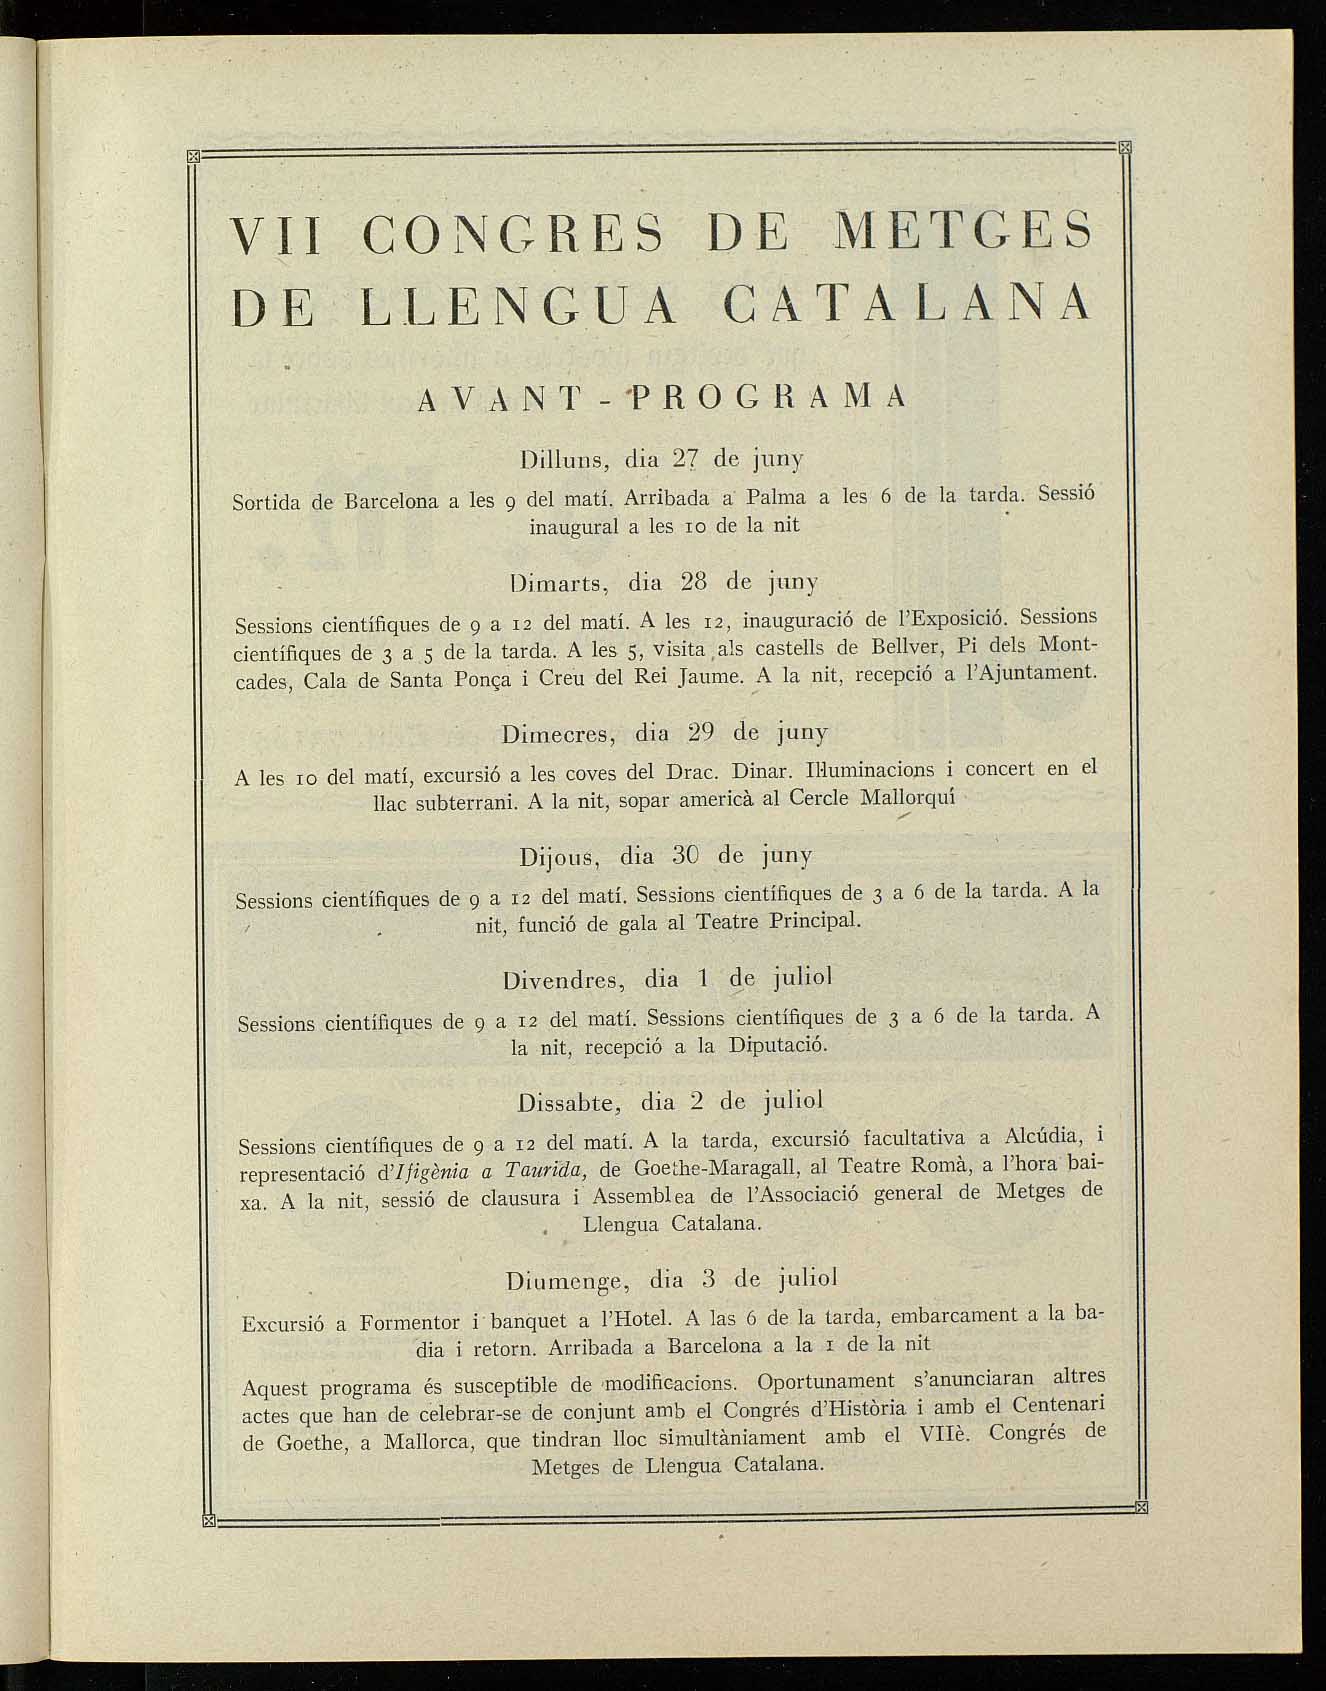 VII CONGRES DE METGES
DE LLENGUA CATALANA
AVANT-PROGRAMA
Dilluns, dia 27 de juny
Sortida de Barcelona a les 9 del matí. Arribada a Palma a les 6 de la tarda. Sessió
inaugural a les 10 de la nit
Dimarts, dia 28 de juny
Sessions científiques de 9 a 12 del matí. A les 12, inauguració de l'Exposició. Sessions
científiques de 3 a 5 de la tarda. A les 5, visita als castells de Bellver, Pi dels Mont-
cades, Cala de Santa Ponça i Creu del Rei Jaume. A la nit, recepció a l'Ajuntament.
Dimecres, dia 29 de juny
A les 10 del matí, excursió a les coves del Drac. Dinar. Il·luminacions i concert en el
llac subterrani. A la nit, sopar americà al Cercle Mallorquí
Dijous, dia 30 de juny
Sessions científiques de 9 a 12 del matí. Sessions científiques de 3 a 6 de la tarda. A la
nit, funció de gala al Teatre Principal.
Divendres, dia 1 de juliol
Sessions científiques de 9 a 12 del matí. Sessions científiques de 3 a 6 de la tarda. A
la nit, recepció a la Diputació.
Dissabte, dia 2 de juliol
Sessions científiques de 9 a 12 del matí. A la tarda, excursió facultativa a Alcúdia, i
representació d'Ifigènia a Taurida, de Goethe-Maragall, al Teatre Romà, a l'hora bai-
xa. A la nit, sessió de clausura i Assemblea de l'Associació general de Metges de
Llengua Catalana.
Diumenge, dia 3 de juliol
Excursió a Formentor i banquet a l'Hotel. A las 6 de la tarda, embarcament a la ba-
dia i retorn. Arribada a Barcelona a la 1 de la nit
Aquest programa és susceptible de modificacions. Oportunament s'anunciaran altres
actes que han de celebrar-se de conjunt amb el Congrés d'Història i amb el Centenari
de Goethe, a Mallorca, que tindran lloc simultàniament amb el VIIè. Congrés de
Metges de Llengua Catalana.